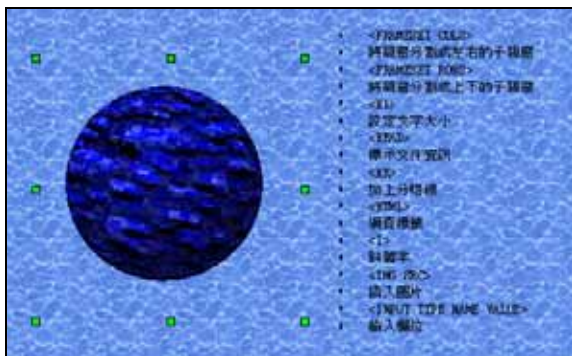 <FRAMESET COLS>
將視窗分割成左右的子視窗
<FRAMESET ROWS>
將視窗分割成上下的子視窗
<H1>
設定文字大小
<HEAD>
標示文件資訊
<HR>
加上分隔線
<HTML>
網頁標籤
<I>
斜體字
<IMG SRC>
插入圖片
<INPUT TYPE NAME VALUE>
輸入欄位